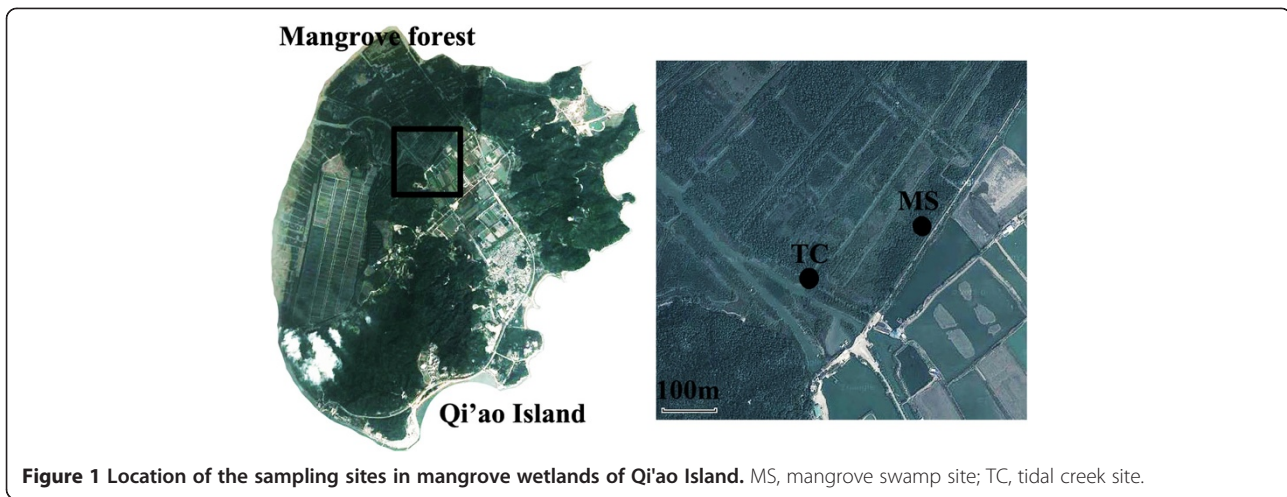 Mangrove forest
Qi’ao Island
MS
TC
100m
Figure 1 Location of the sampling sites in mangrove wetlands of Qi'ao Island. MS, mangrove swamp site; TC, tidal creek site.